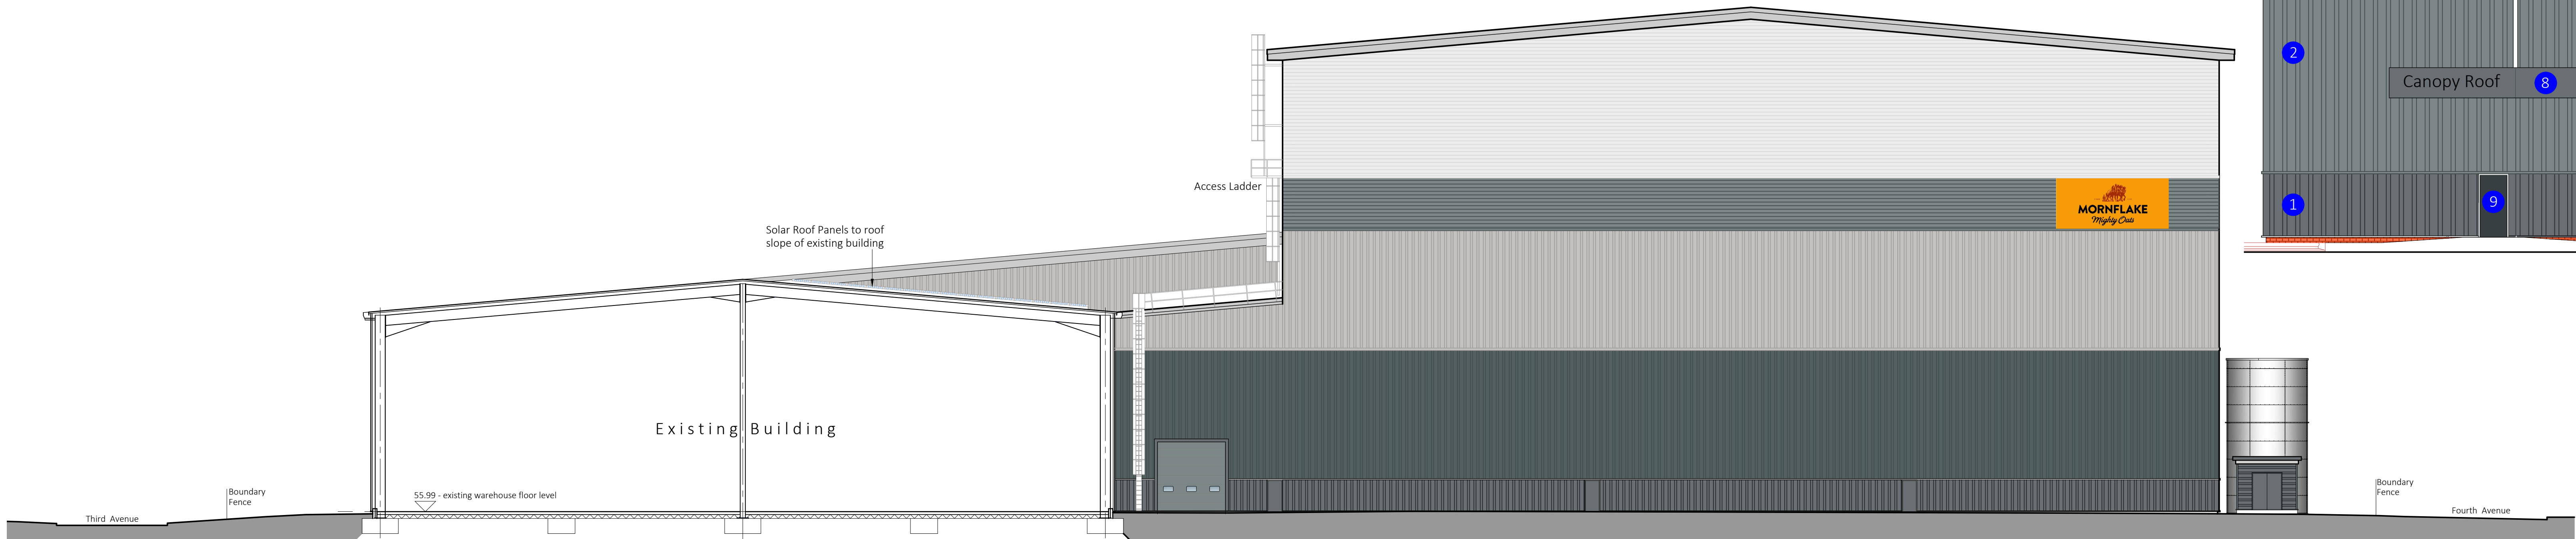 2
Canopy Roof 8
1
9
Access Ladder
MORNFLAKE
Mighty Oats
Solar Roof Panels to roof
slope of existing building
Existing Building
55.99 - existing warehouse floor level
Boundary
Fence
Third Avenue
Boundary
Fence
Fourth Avenue